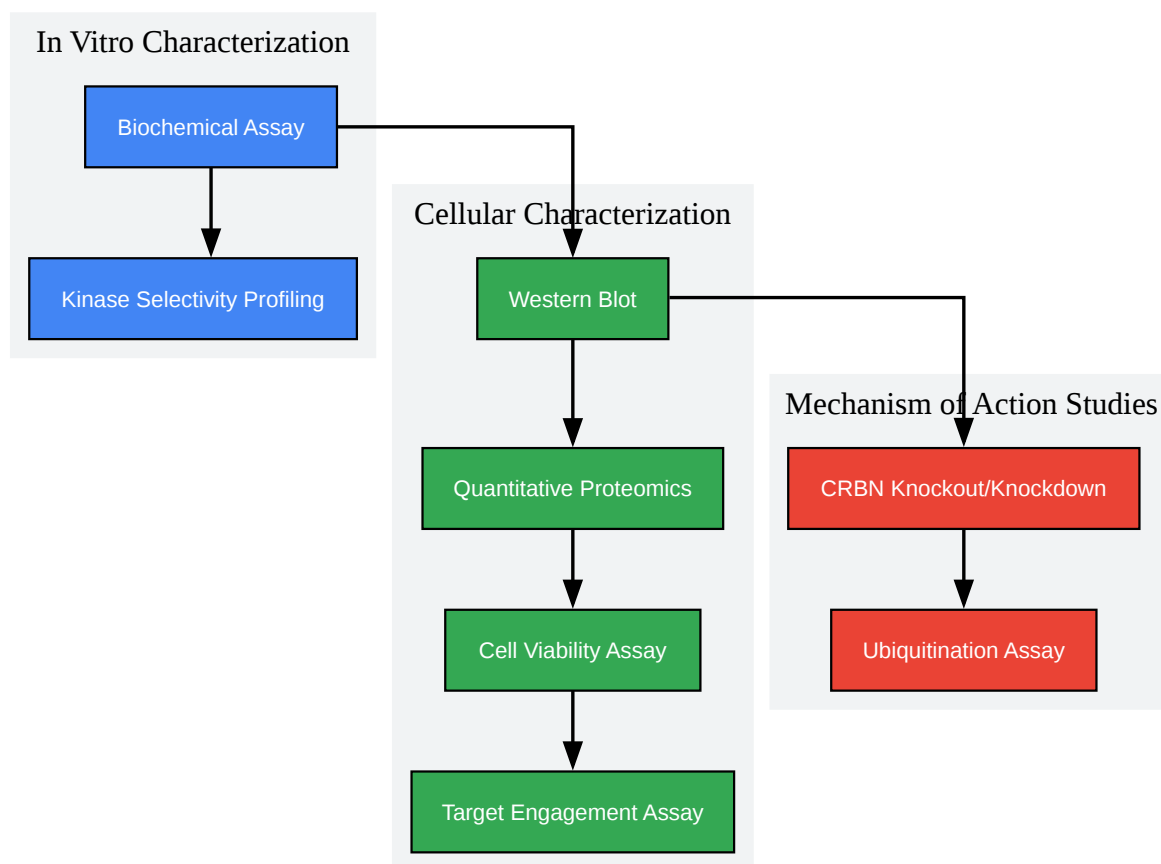 In Vitro Characterization
Biochemical Assay
Kinase Selectivity Profiling
Cellular Characterization
Western Blot
Quantitative Proteomics
Cell Viability Assay
Target Engagement Assay
Mechanism of Action Studies
CRBN Knockout/Knockdown
Ubiquitination Assay